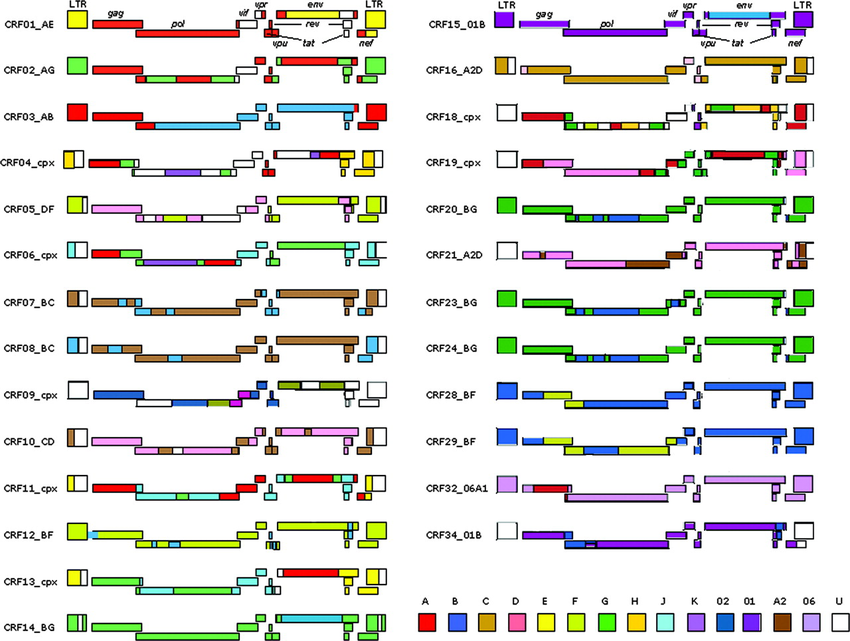 LTR gag pol vif vpr vpu tat rev env nef LTR
CRF01_AE
CRF02_AG
CRF03_AB
CRF04_cpx
CRF05_DF
CRF06_cpx
CRF07_BC
CRF08_BC
CRF09_cpx
CRF10_CD
CRF11_cpx
CRF12_BF
CRF13_cpx
CRF14_BG
LTR gag pol vif vpr vpu tat rev env nef LTR
CRF15_01B
CRF16_A2D
CRF18_cpx
CRF19_cpx
CRF20_BG
CRF21_A2D
CRF23_BG
CRF24_BG
CRF28_BF
CRF29_BF
CRF32_06A1
CRF34_01B
A B C D E F G H J K 02 01 A2 06 U